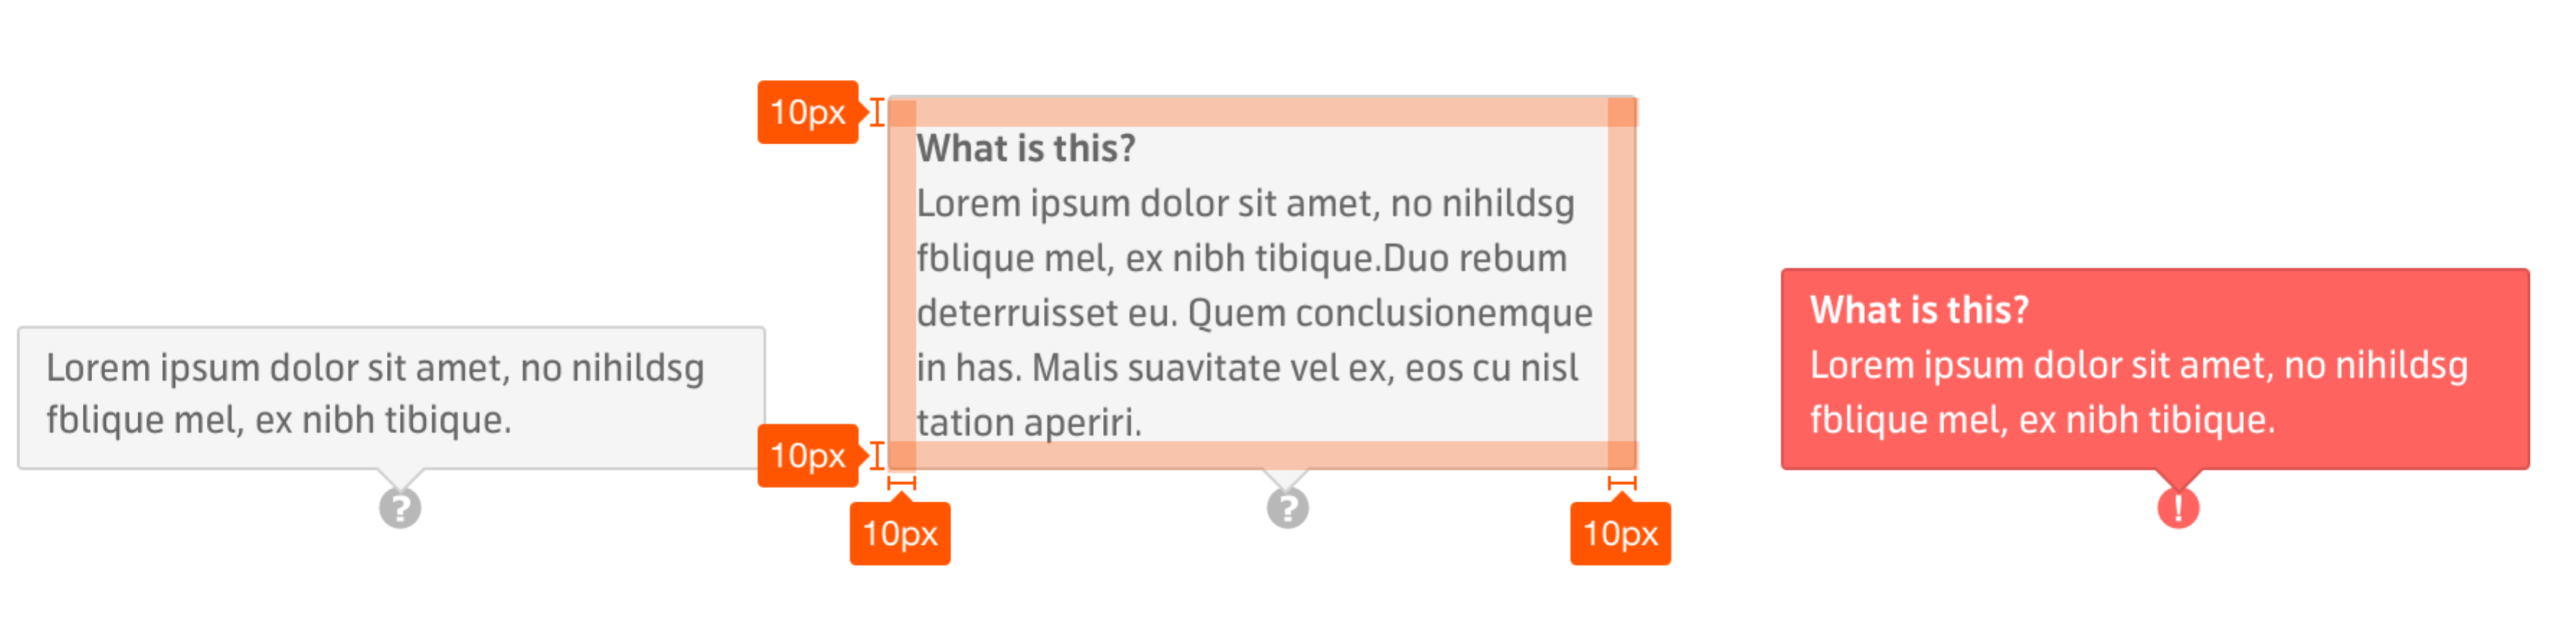 Lorem ipsum dolor sit amet, no nihildsg
fblique mel, ex nibh tibique.
?
10px
10px
10px
10px
What is this?
Lorem ipsum dolor sit amet, no nihildsg
fblique mel, ex nibh tibique.Duo rebum
deterruisset eu. Quem conclusionemque
in has. Malis suavitate vel ex, eos cu nisl
tation aperiri.
?
What is this?
Lorem ipsum dolor sit amet, no nihildsg
fblique mel, ex nibh tibique.
!